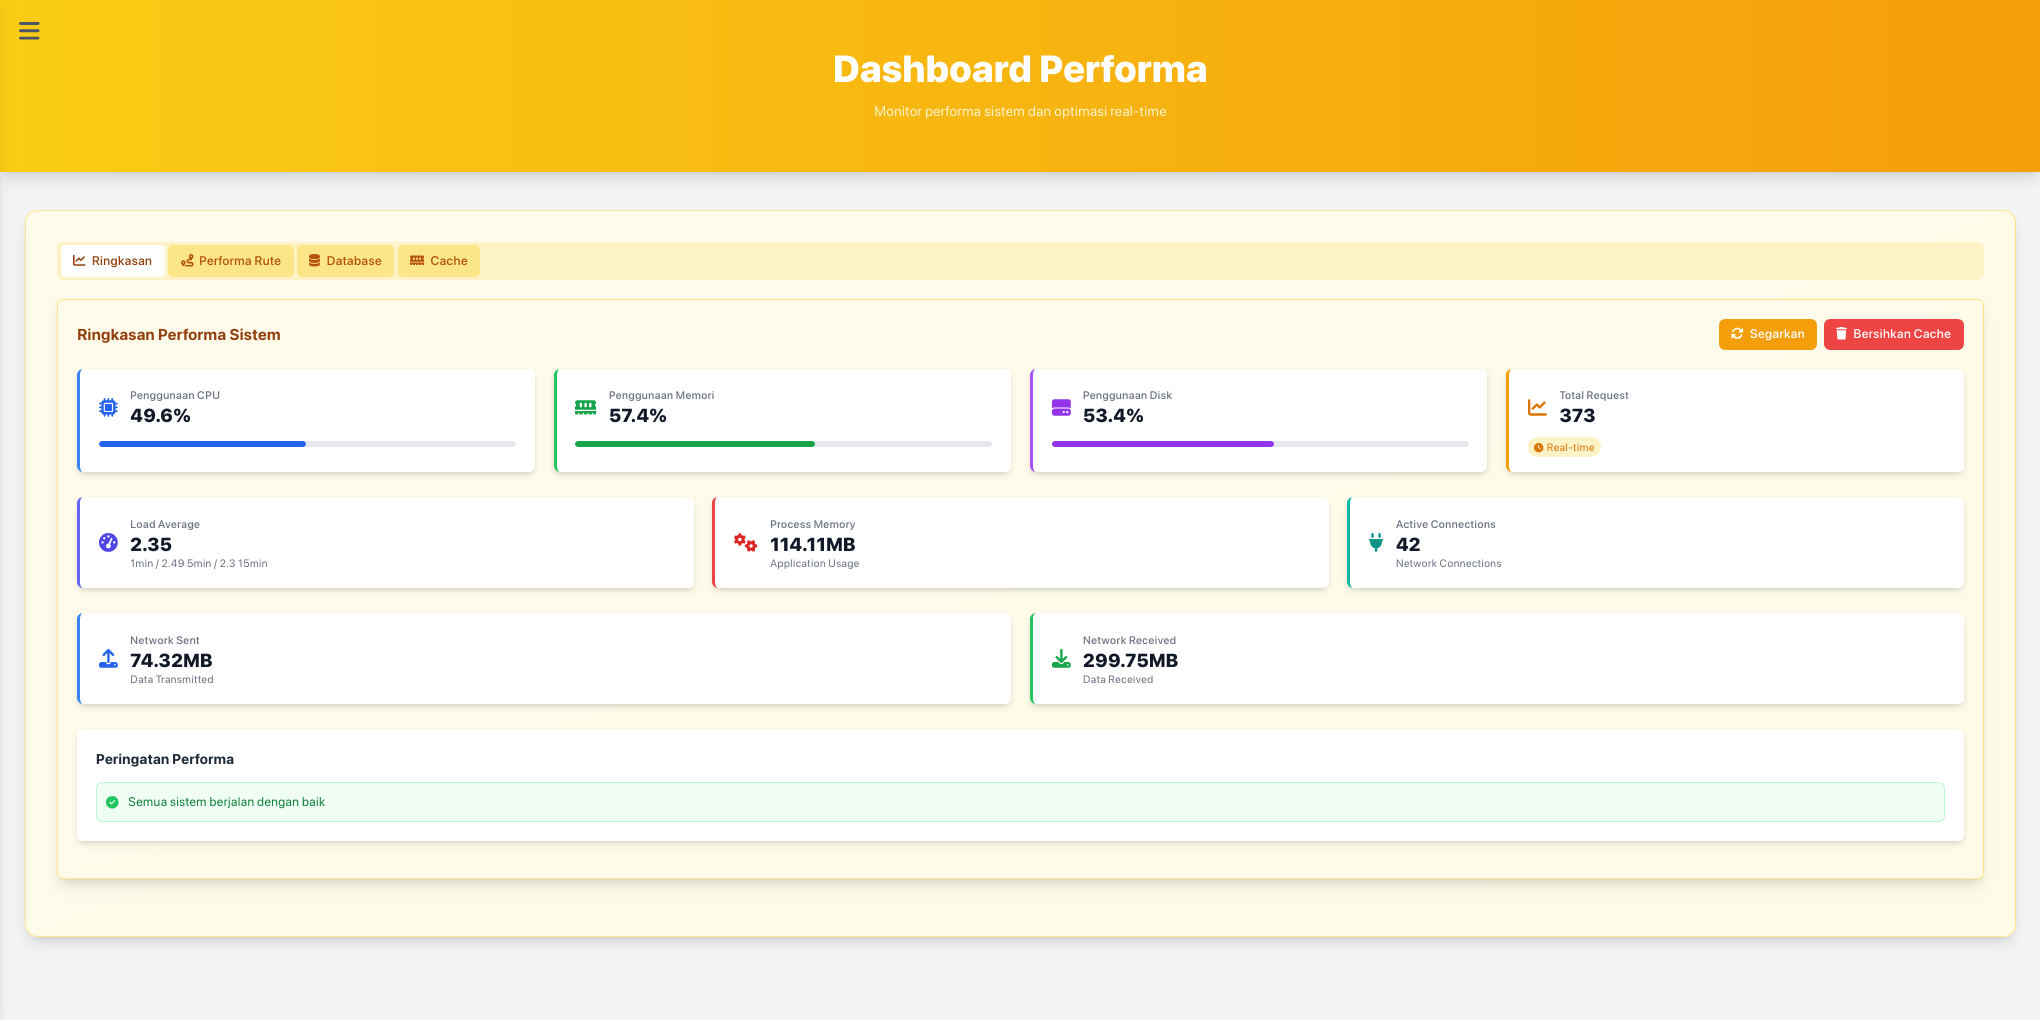 Dashboard Performa
Monitor performa sistem dan optimasi real-time
Ringkasan
Performa Rute
Database
Cache
Ringkasan Performa Sistem
Segarkan
Bersihkan Cache
Penggunaan CPU
49.6%
Penggunaan Memori
57.4%
Penggunaan Disk
53.4%
Total Request
373
Real-time
Load Average
2.35
1min / 2.49 5min / 2.3 15min
Process Memory
114.11MB
Application Usage
Active Connections
42
Network Connections
Network Sent
74.32MB
Data Transmitted
Network Received
299.75MB
Data Received
Peringatan Performa
Semua sistem berjalan dengan baik